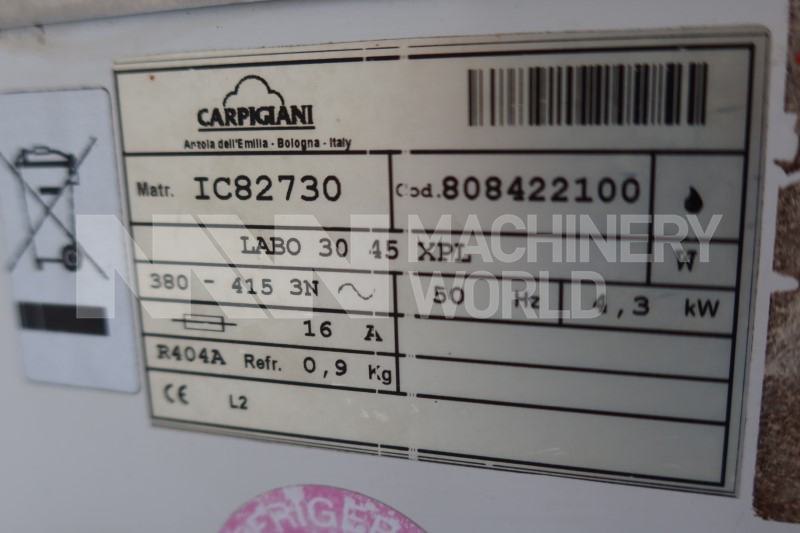 CARPIGIANI
Anzola dell'Emilia - Bologna - Italy
Matr. IC82730 Cod. 808422100
LABO 30 45 XPL W
380 - 415 3N ~ 50 Hz 4,3 kW
16 A
R404A Refr. 0,9 Kg
CE L2
MACHINERY
WORLD